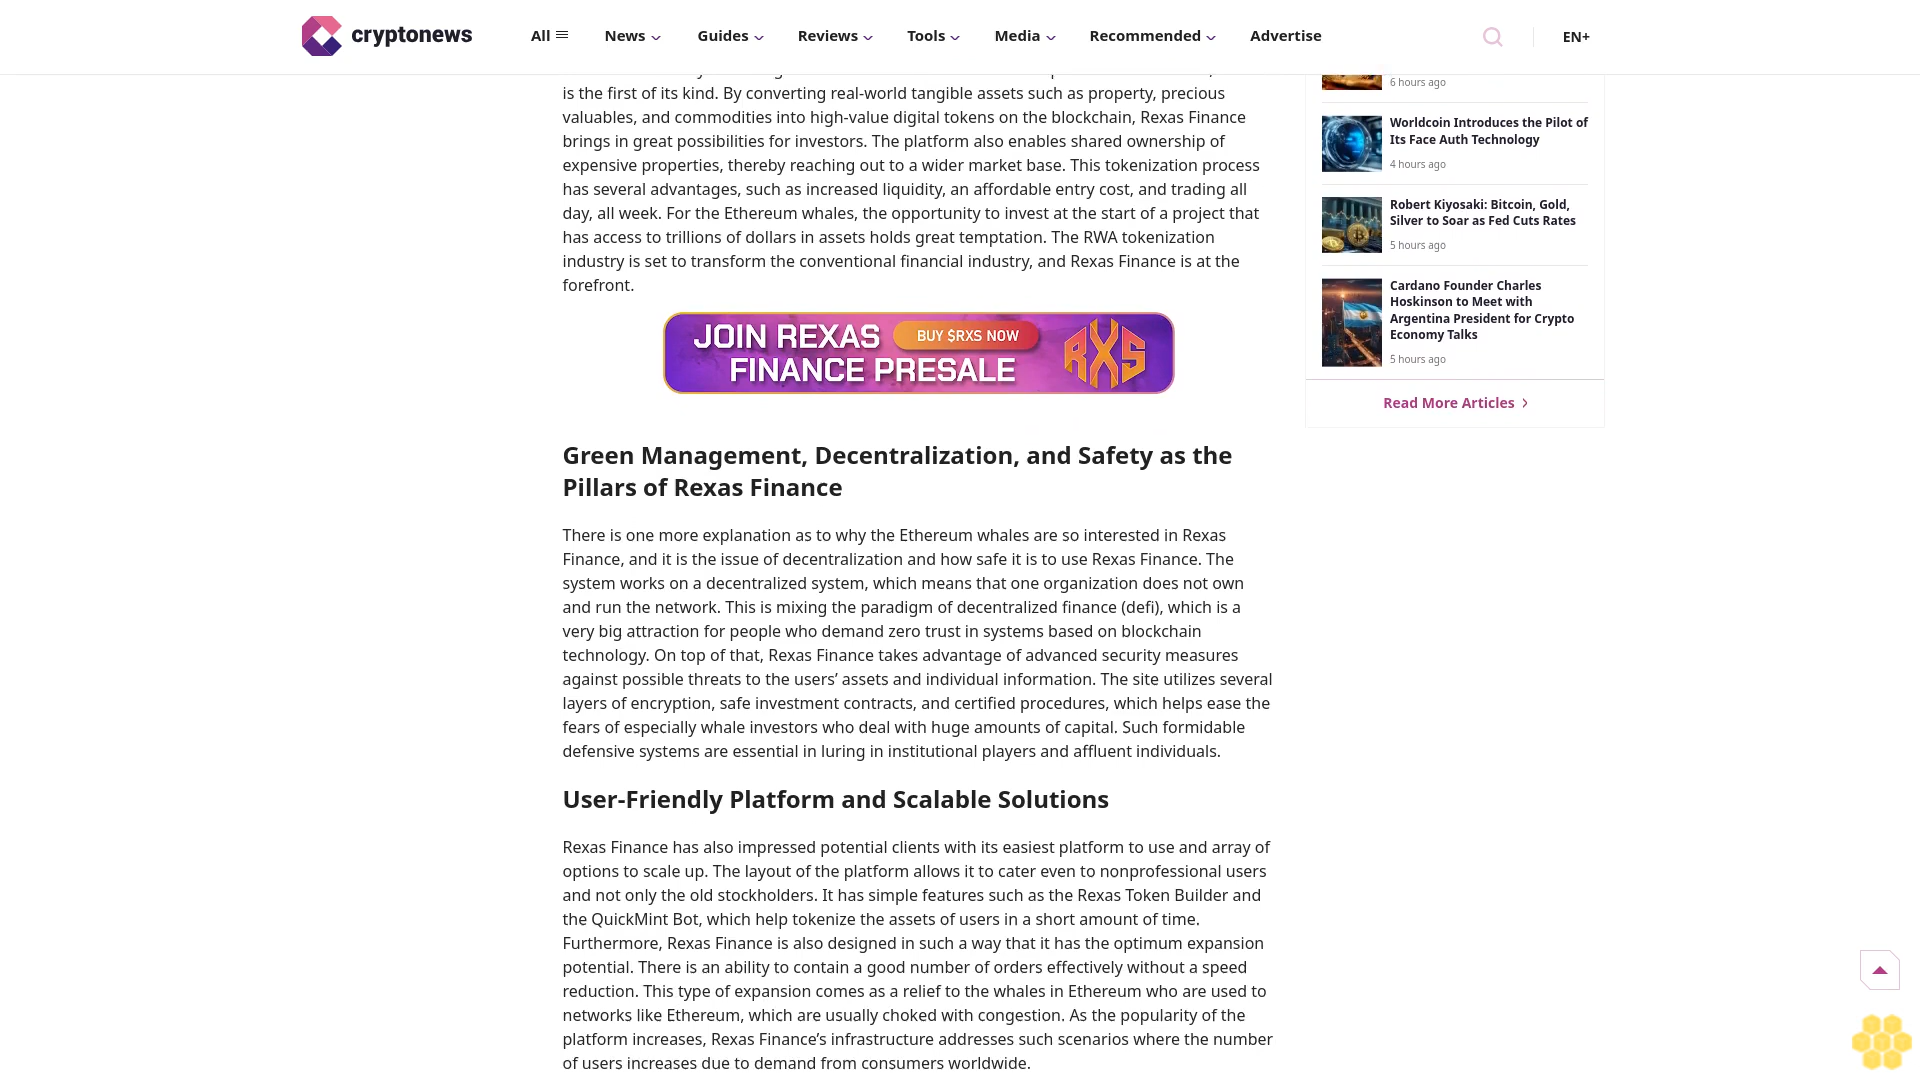 cryptonews
All
News
Guides
Reviews
Tools
Media
Recommended
Advertise
EN+
is the first of its kind. By converting real-world tangible assets such as property, precious
valuables, and commodities into high-value digital tokens on the blockchain, Rexas Finance
brings in great possibilities for investors. The platform also enables shared ownership of
expensive properties, thereby reaching out to a wider market base. This tokenization process
has several advantages, such as increased liquidity, an affordable entry cost, and trading all
day, all week. For the Ethereum whales, the opportunity to invest at the start of a project that
has access to trillions of dollars in assets holds great temptation. The RWA tokenization
industry is set to transform the conventional financial industry, and Rexas Finance is at the
forefront.
JOIN REXAS
BUY $RXS NOW
FINANCE PRESALE
RXS
Green Management, Decentralization, and Safety as the
Pillars of Rexas Finance
There is one more explanation as to why the Ethereum whales are so interested in Rexas
Finance, and it is the issue of decentralization and how safe it is to use Rexas Finance. The
system works on a decentralized system, which means that one organization does not own
and run the network. This is mixing the paradigm of decentralized finance (defi), which is a
very big attraction for people who demand zero trust in systems based on blockchain
technology. On top of that, Rexas Finance takes advantage of advanced security measures
against possible threats to the users’ assets and individual information. The site utilizes several
layers of encryption, safe investment contracts, and certified procedures, which helps ease the
fears of especially whale investors who deal with huge amounts of capital. Such formidable
defensive systems are essential in luring in institutional players and affluent individuals.
User-Friendly Platform and Scalable Solutions
Rexas Finance has also impressed potential clients with its easiest platform to use and array of
options to scale up. The layout of the platform allows it to cater even to nonprofessional users
and not only the old stockholders. It has simple features such as the Rexas Token Builder and
the QuickMint Bot, which help tokenize the assets of users in a short amount of time.
Furthermore, Rexas Finance is also designed in such a way that it has the optimum expansion
potential. There is an ability to contain a good number of orders effectively without a speed
reduction. This type of expansion comes as a relief to the whales in Ethereum who are used to
networks like Ethereum, which are usually choked with congestion. As the popularity of the
platform increases, Rexas Finance’s infrastructure addresses such scenarios where the number
of users increases due to demand from consumers worldwide.
6 hours ago
Worldcoin Introduces the Pilot of
Its Face Auth Technology
4 hours ago
Robert Kiyosaki: Bitcoin, Gold,
Silver to Soar as Fed Cuts Rates
5 hours ago
Cardano Founder Charles
Hoskinson to Meet with
Argentina President for Crypto
Economy Talks
5 hours ago
Read More Articles